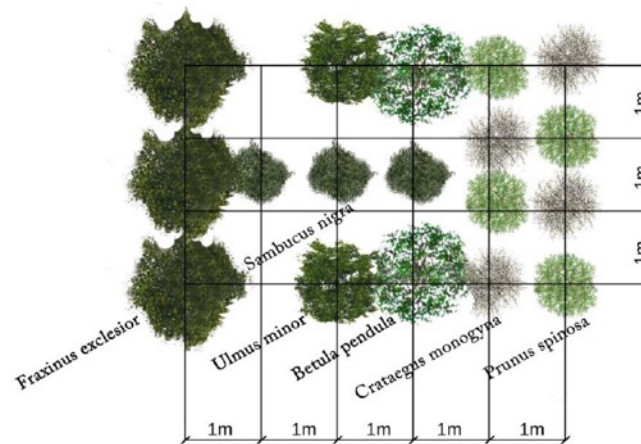 1m
1m
1m
Sambucus nigra
Fraxinus exclesior
Ulmus minor
Betula pendula
Crataegus monogyna
Prunus spinosa
1m
1m
1m
1m
1m